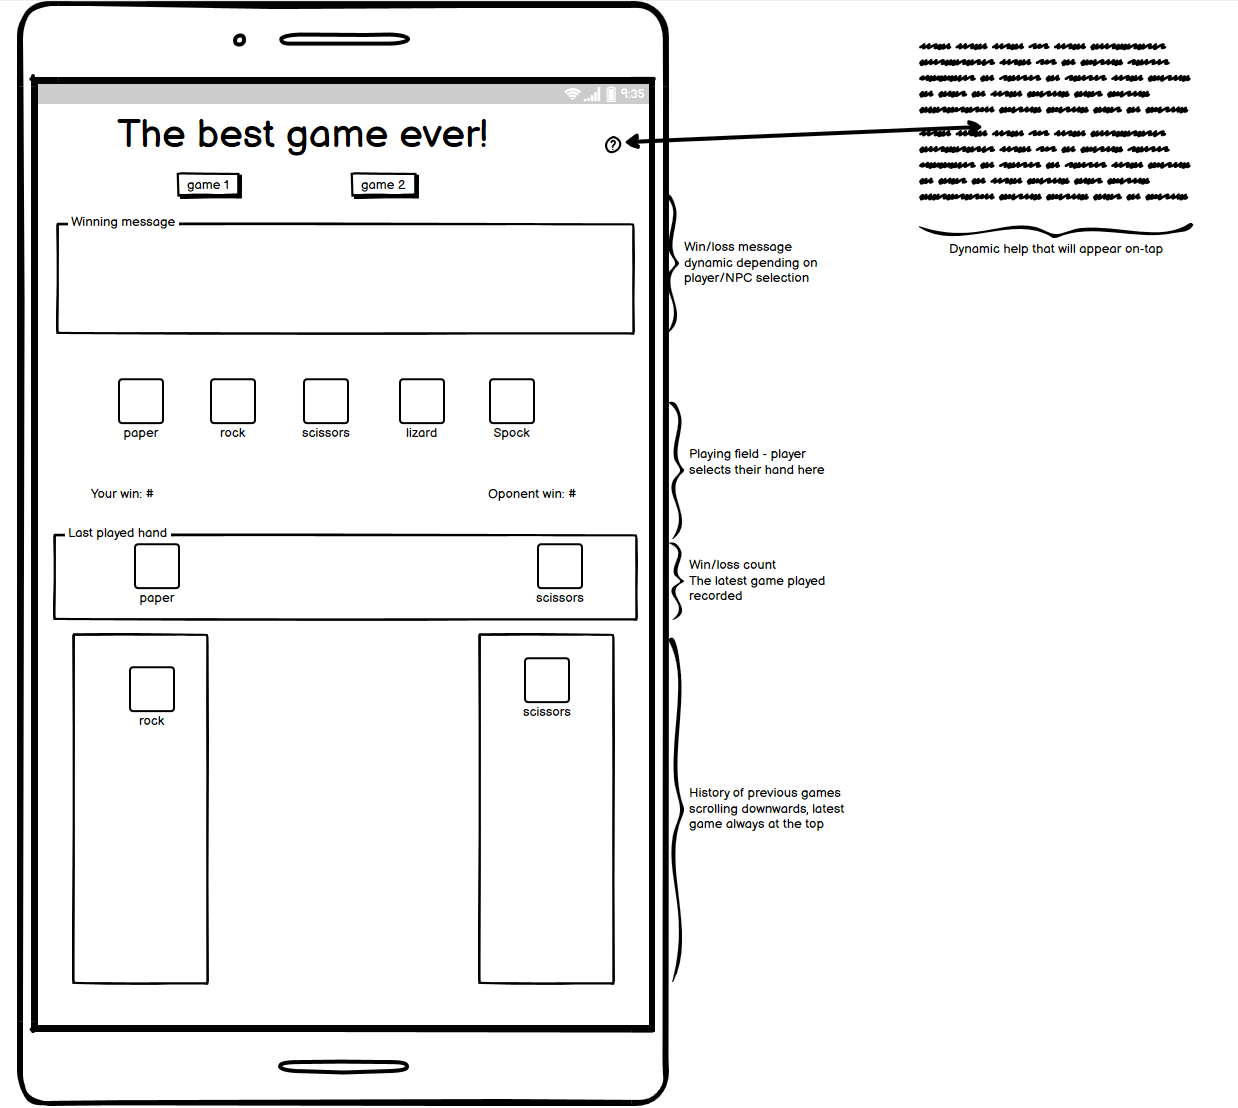 9:35
The best game ever!
?
game 1
game 2
Winning message
Win/loss message
dynamic depending on
player/NPC selection
Dynamic help that will appear on-tap
paper
rock
scissors
lizard
Spock
Playing field - player
selects their hand here
Your win: #
Oponent win: #
Last played hand
paper
scissors
Win/loss count
The latest game played
recorded
rock
scissors
History of previous games
scrolling downwards, latest
game always at the top